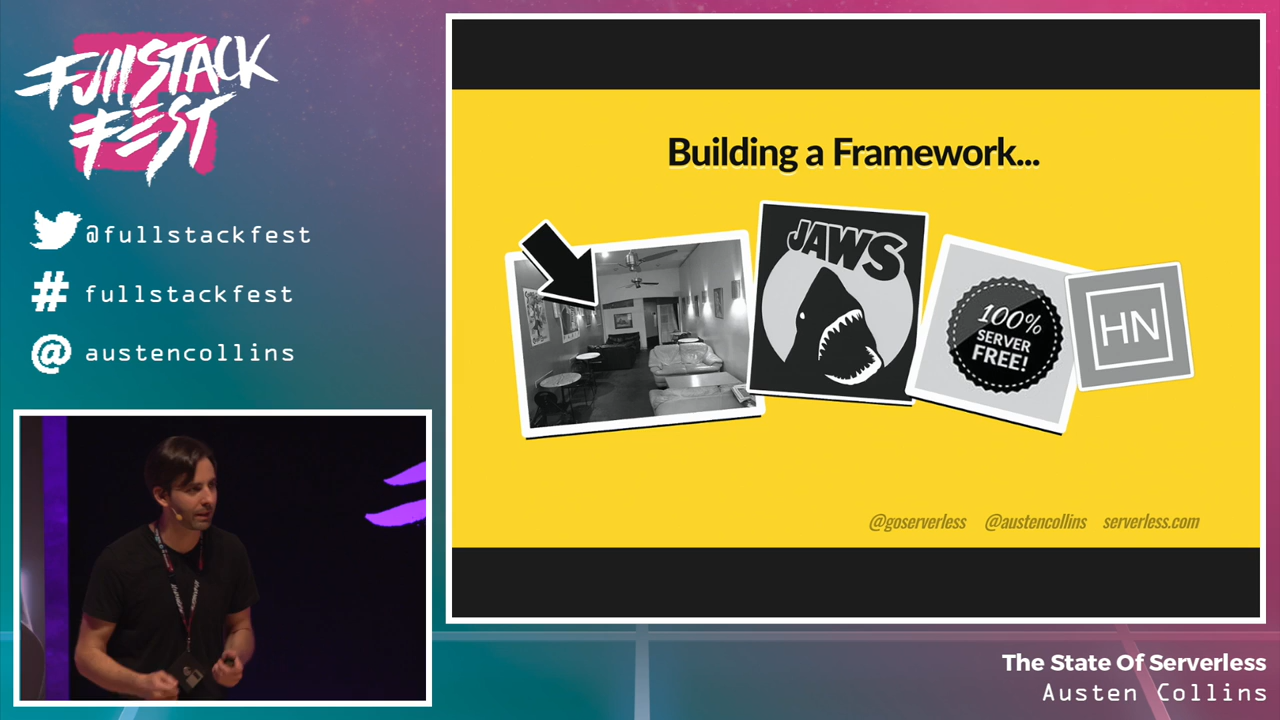 FullSTACK
FEST
@fullstackfest
# fullstackfest
@ austencollins
Building a Framework...
JAWS
100%
SERVER
FREE!
HN
@goserverless @austencollins serverless.com
The State Of Serverless
Austen Collins